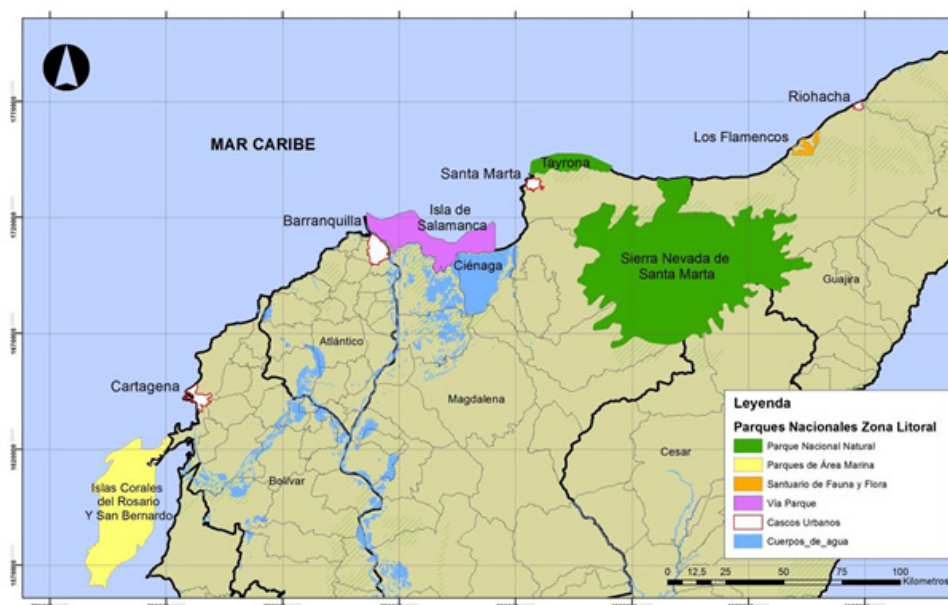 MAR CARIBE
Riohacha
Los Flamencos
Tayrona
Santa Marta
Isla de
Salamanca
Barranquilla
Ciénaga
Sierra Nevada de
Santa Marta
Guajira
Atlántico
Cartagena
Magdalena
Cesar
Bolívar
Islas Corales
del Rosario
Y San Bernardo
Leyenda
Parques Nacionales Zona Litoral
Parque Nacional Natural
Parques de Área Marina
Santuario de Fauna y Flora
Vía Parque
Cascos Urbanos
Cuerpos_de_agua
0 12,5 25 50 75 100
Kilometros